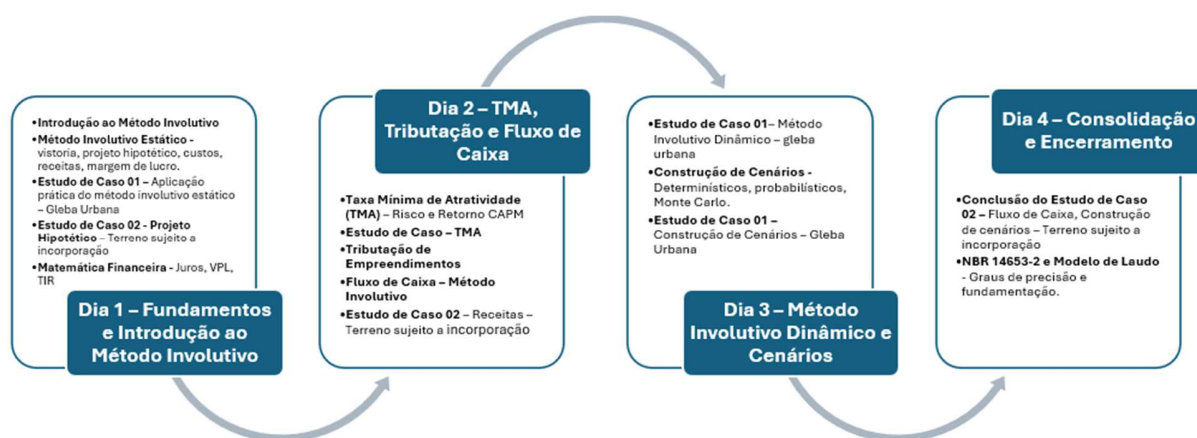 •Introdução ao Método Involutivo
•Método Involutivo Estático -
vistoria, projeto hipotético, custos,
receitas, margem de lucro.
•Estudo de Caso 01 – Aplicação
prática do método involutivo estático
– Gleba Urbana
•Estudo de Caso 02 - Projeto
Hipotético – Terreno sujeito a
incorporação
•Matemática Financeira - Juros, VPL,
TIR
Dia 1 – Fundamentos
e Introdução ao
Método Involutivo
Dia 2 – TMA,
Tributação e Fluxo de
Caixa
•Taxa Mínima de Atratividade
(TMA) – Risco e Retorno CAPM
•Estudo de Caso – TMA
•Tributação de
Empreendimentos
•Fluxo de Caixa – Método
Involutivo
•Estudo de Caso 02 – Receitas –
Terreno sujeito a incorporação
•Estudo de Caso 01– Método
Involutivo Dinâmico – gleba
urbana
•Construção de Cenários -
Determinísticos, probabilísticos,
Monte Carlo.
•Estudo de Caso 01 –
Construção de Cenários – Gleba
Urbana
Dia 3 – Método
Involutivo Dinâmico e
Cenários
Dia 4 – Consolidação
e Encerramento
•Conclusão do Estudo de Caso
02 – Fluxo de Caixa, Construção
de cenários – Terreno sujeito a
incorporação
•NBR 14653-2 e Modelo de Laudo
- Graus de precisão e
fundamentação.